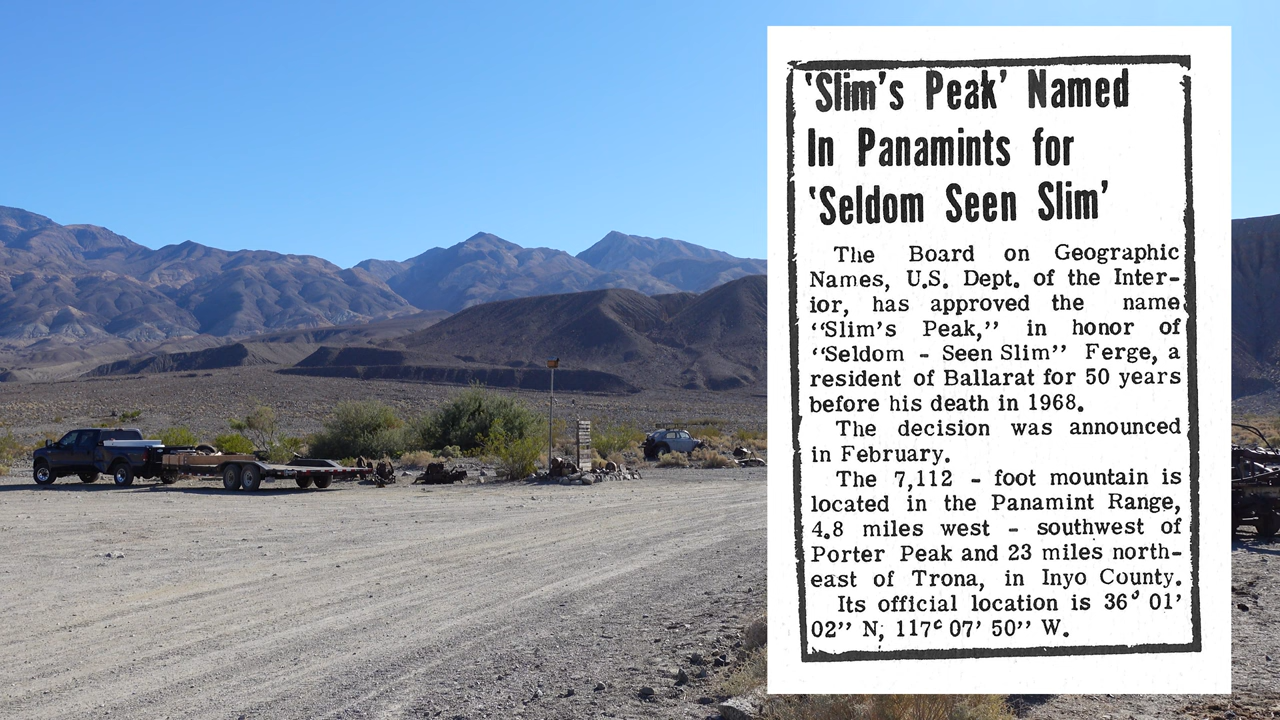 ‘Slim’s Peak’ Named
In Panamints for
‘Seldom Seen Slim’
The Board on Geographic
Names, U.S. Dept. of the Inter-
ior, has approved the name
“Slim’s Peak,” in honor of
“Seldom - Seen Slim” Ferge, a
resident of Ballarat for 50 years
before his death in 1968.
The decision was announced
in February.
The 7,112 - foot mountain is
located in the Panamint Range,
4.8 miles west - southwest of
Porter Peak and 23 miles north-
east of Trona, in Inyo County.
Its official location is 36° 01’
02’’ N; 117° 07’ 50’’ W.